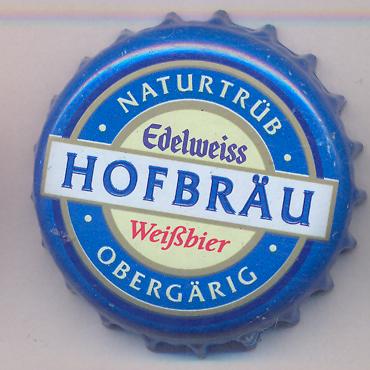 NATURTRÜB
Edelweiss
HOFBRÄU
Weißbier
OBERGÄRIG